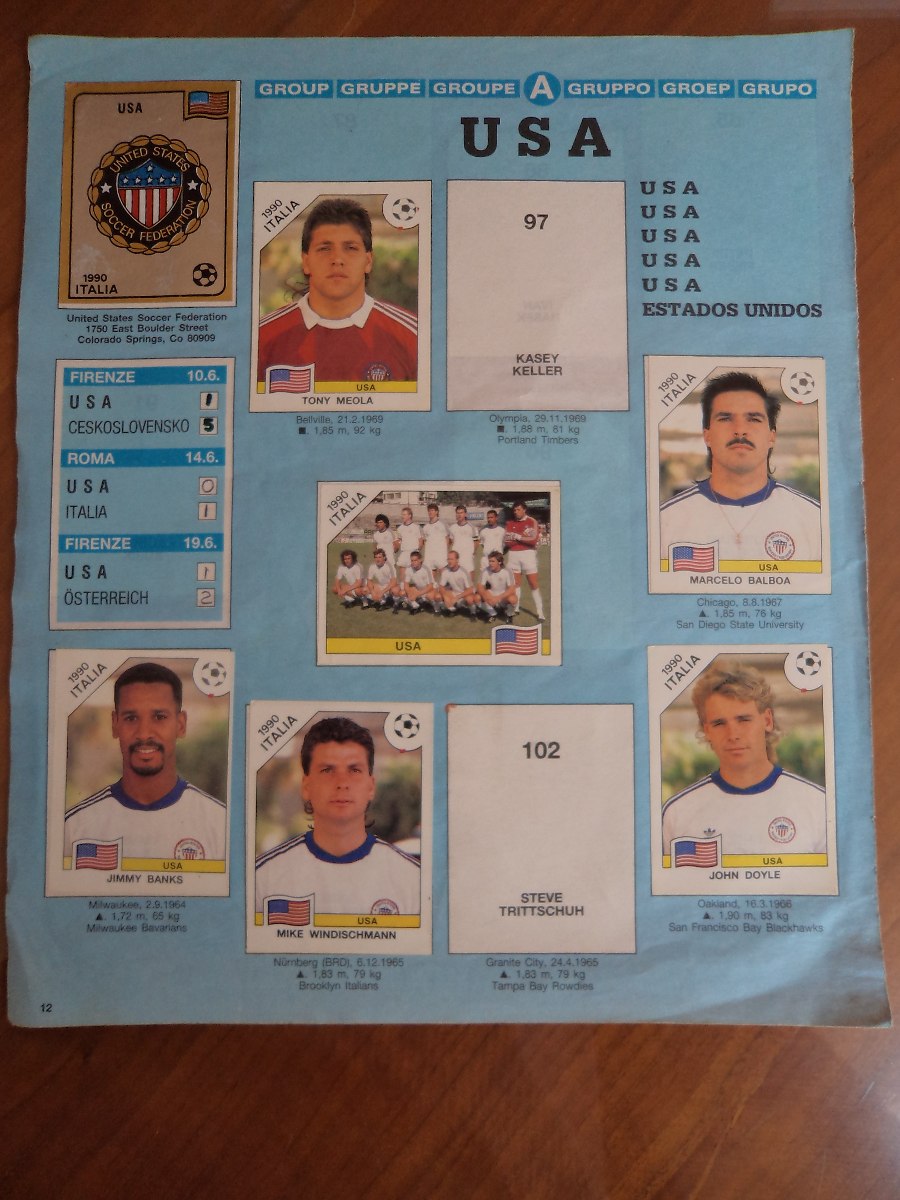 GROUP GRUPPE GROUPE A GRUPPO GROEP GRUPO
USA
USA
USA
USA
USA
USA
ESTADOS UNIDOS
USA
UNITED STATES
SOCCER FEDERATION
1990
ITALIA
United States Soccer Federation
1750 East Boulder Street
Colorado Springs, Co 80909
FIRENZE 10.6.
USA 1
CESKOSLOVENSKO 5
ROMA 14.6.
USA 0
ITALIA 1
FIRENZE 19.6.
USA 1
ÖSTERREICH 2
1990
ITALIA
USA
TONY MEOLA
Bellville, 21.2.1969
■. 1,85 m, 92 kg
97
KASEY
KELLER
Olympia, 29.11.1969
■. 1,88 m, 81 kg
Portland Timbers
1990
ITALIA
USA
MARCELO BALBOA
Chicago, 8.8.1967
▲. 1,85 m, 76 kg
San Diego State University
1990
ITALIA
USA
1990
ITALIA
USA
JIMMY BANKS
Milwaukee, 2.9.1964
▲. 1,72 m, 65 kg
Milwaukee Bavarians
1990
ITALIA
USA
MIKE WINDISCHMANN
Nürnberg (BRD), 6.12.1965
▲. 1,83 m, 79 kg
Brooklyn Italians
102
STEVE
TRITTSCHUH
Granite City, 24.4.1965
▲. 1,83 m, 79 kg
Tampa Bay Rowdies
1990
ITALIA
USA
JOHN DOYLE
Oakland, 16.3.1966
▲. 1,90 m, 83 kg
San Francisco Bay Blackhawks
12